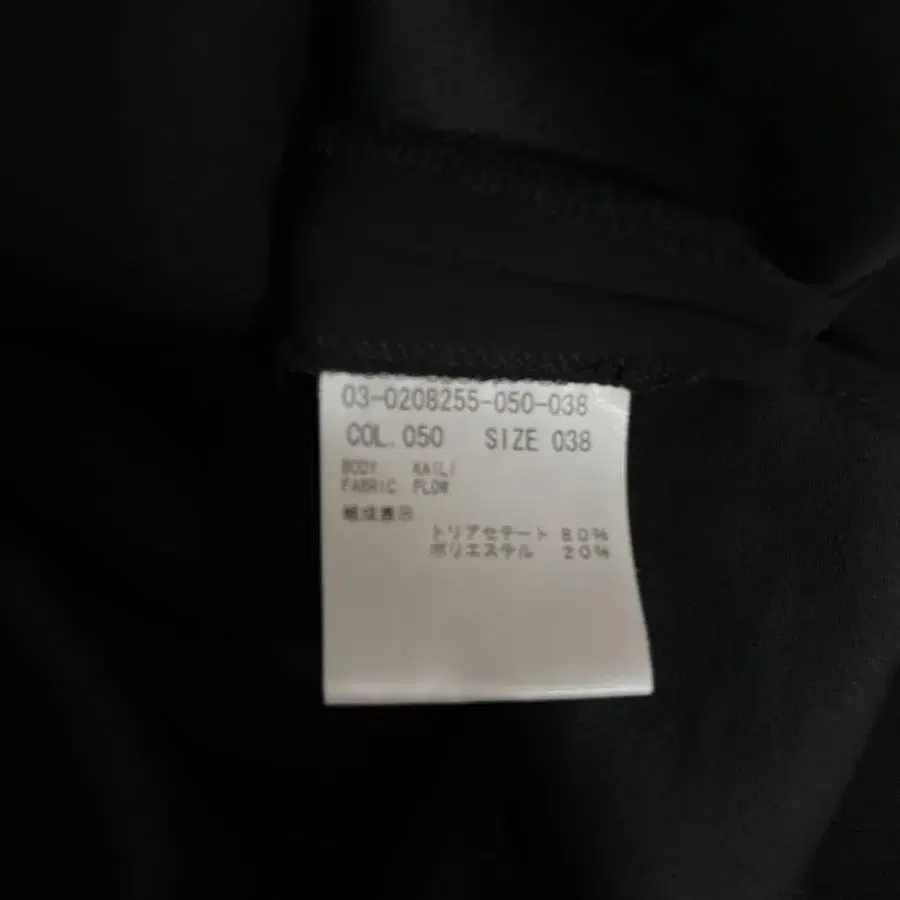 03-0208255-050-038
COL. 050 SIZE 038
BODY KAILI
FABRIC FLOW
組成表示
トリアセテート 80%
ポリエステル 20%